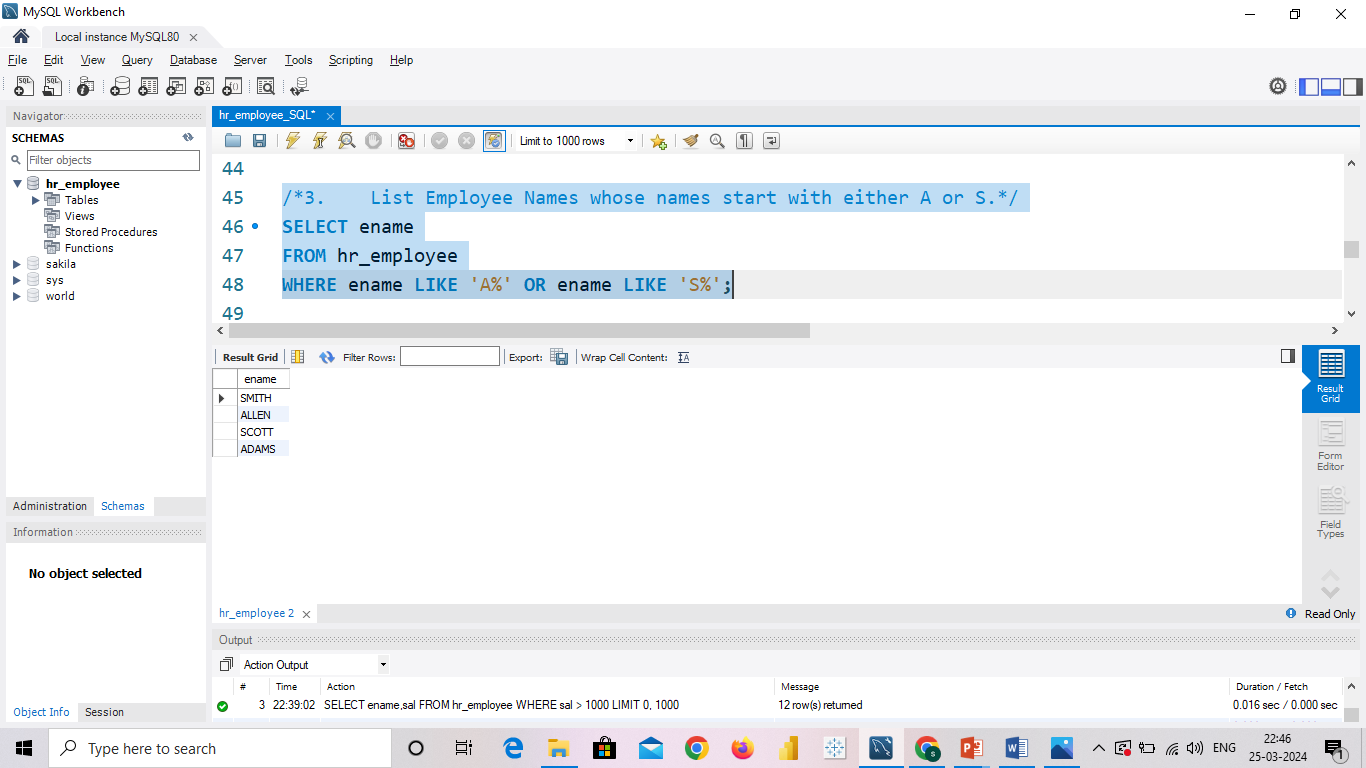 MySQL Workbench
Local instance MySQL80
File Edit View Query Database Server Tools Scripting Help
Navigator
SCHEMAS
Filter objects
hr_employee
Tables
Views
Stored Procedures
Functions
sakila
sys
world
Administration Schemas
Information
No object selected
Object Info Session
hr_employee_SQL*
Limit to 1000 rows
44
45 /*3. List Employee Names whose names start with either A or S.*/
46 SELECT ename
47 FROM hr_employee
48 WHERE ename LIKE 'A%' OR ename LIKE 'S%';
49
Result Grid Filter Rows: Export: Wrap Cell Content:
ename
SMITH
ALLEN
SCOTT
ADAMS
Result
Grid
Form
Editor
Field
Types
hr_employee 2
Read Only
Output
Action Output
# Time Action Message Duration / Fetch
3 22:39:02 SELECT ename,sal FROM hr_employee WHERE sal > 1000 LIMIT 0, 1000 12 row(s) returned 0.016 sec / 0.000 sec
Type here to search
ENG
22:46
25-03-2024
1